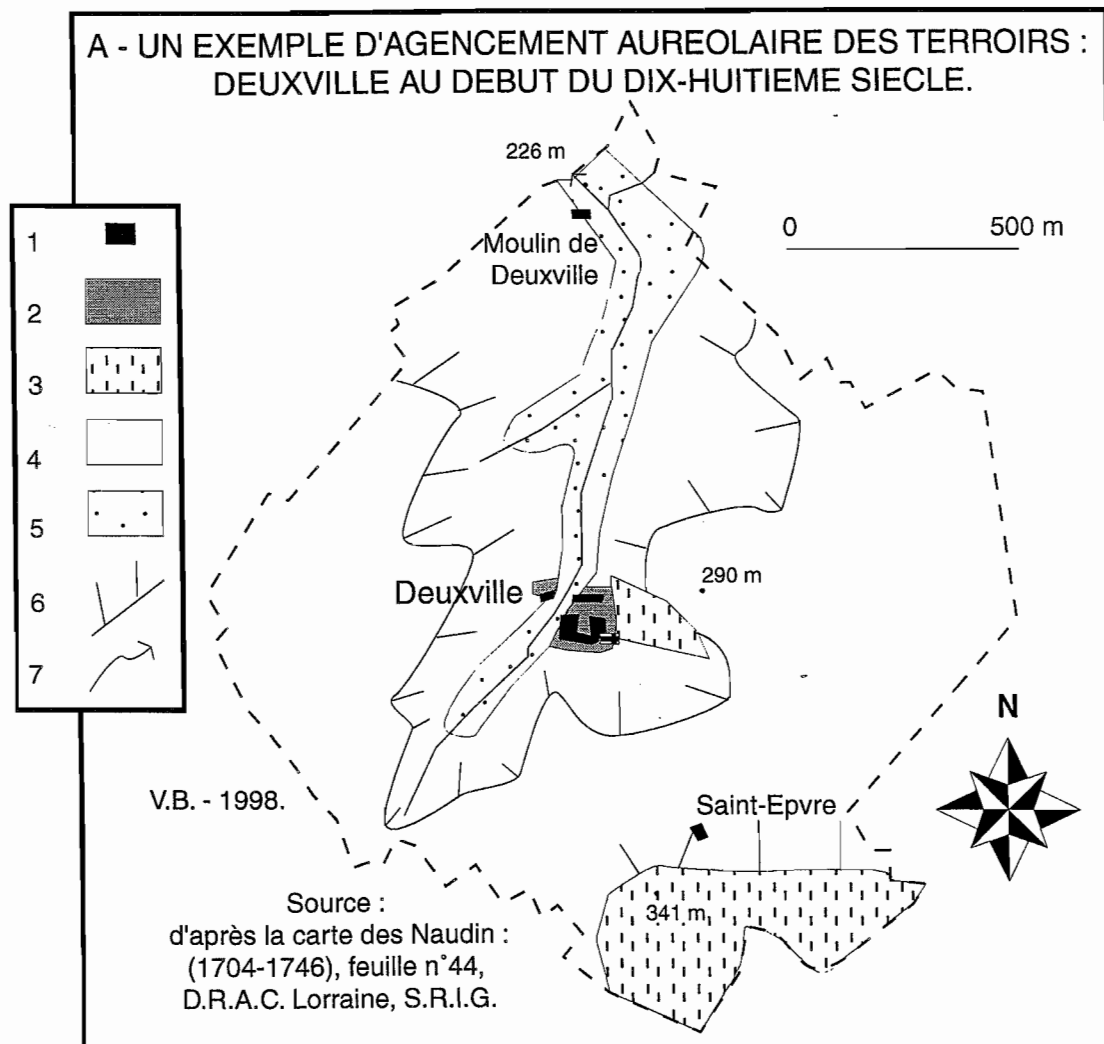 A - UN EXEMPLE D'AGENCEMENT AUREOLAIRE DES TERROIRS :
DEUXVILLE AU DEBUT DU DIX-HUITIEME SIECLE.
226 m
0 500 m
Moulin de
Deuxville
1
2
3
4
5
6
7
Deuxville
290 m
N
V.B. - 1998.
Saint-Epvre
341 m
Source :
d'après la carte des Naudin :
(1704-1746), feuille n°44,
D.R.A.C. Lorraine, S.R.I.G.